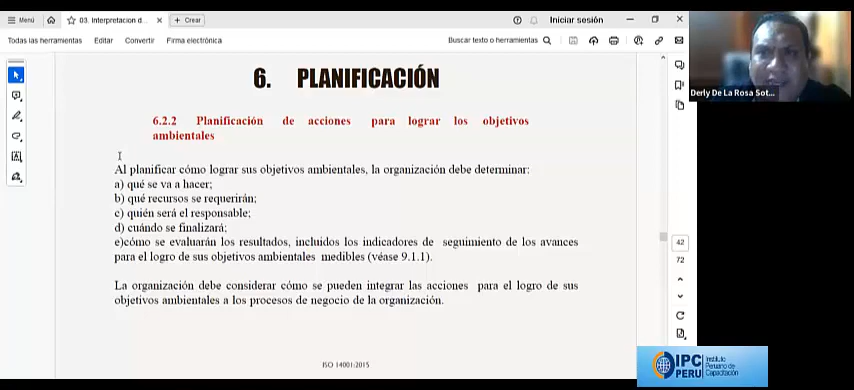 Menú
03. Interpretacion d...
+ Crear
Iniciar sesión
Todas las herramientas
Editar
Convertir
Firma electrónica
Buscar texto o herramientas
6. PLANIFICACIÓN
6.2.2 Planificación de acciones para lograr los objetivos
ambientales
Al planificar cómo lograr sus objetivos ambientales, la organización debe determinar:
a) qué se va a hacer;
b) qué recursos se requerirán;
c) quién será el responsable;
d) cuándo se finalizará;
e)cómo se evaluarán los resultados, incluidos los indicadores de seguimiento de los avances
para el logro de sus objetivos ambientales medibles (véase 9.1.1).
La organización debe considerar cómo se pueden integrar las acciones para el logro de sus
objetivos ambientales a los procesos de negocio de la organización.
ISO 14001:2015
42
72
Derly De La Rosa Sot...
IPC
PERU
Instituto
Peruano de
Capacitación